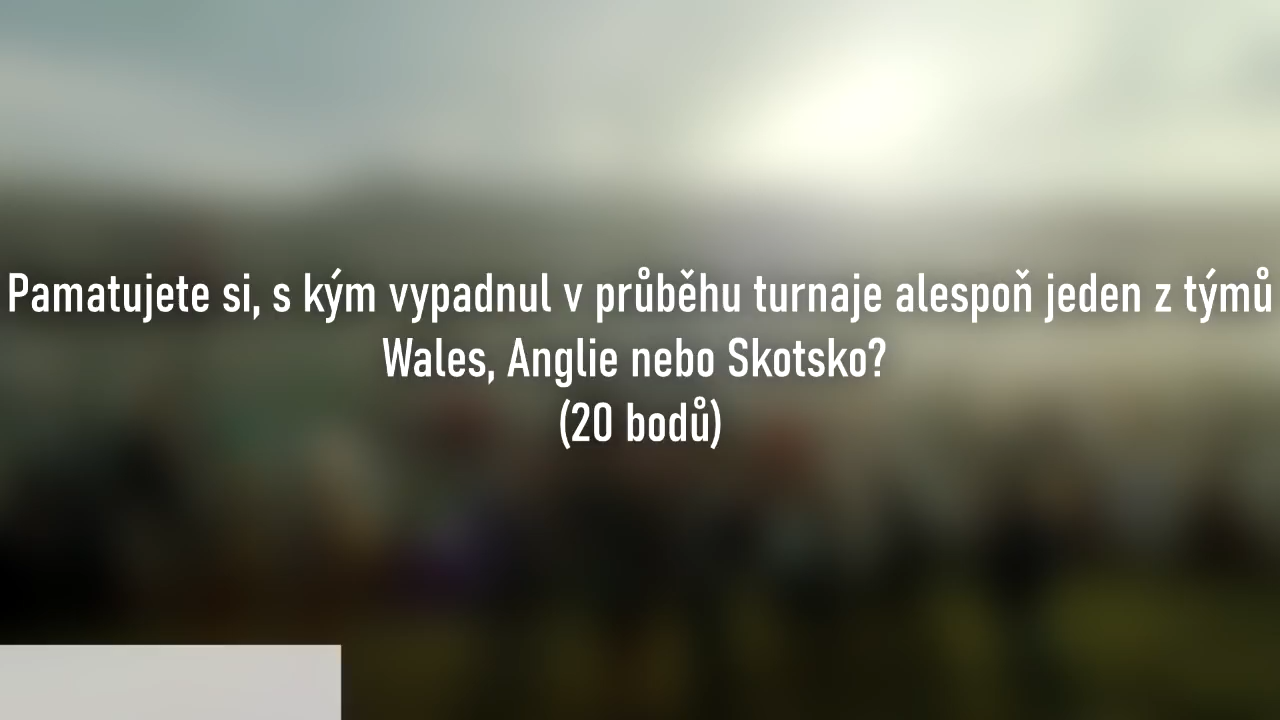 Pamatujete si, s kým vypadnul v průběhu turnaje alespoň jeden z týmů
Wales, Anglie nebo Skotsko?
(20 bodů)